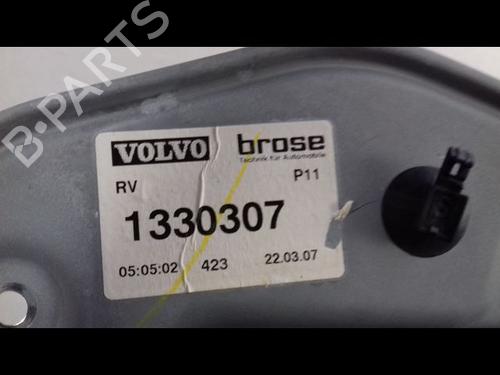 B-PARTS
VOLVO brose
Technik für Automobile
RV P11
1330307
05:05:02 423 22.03.07